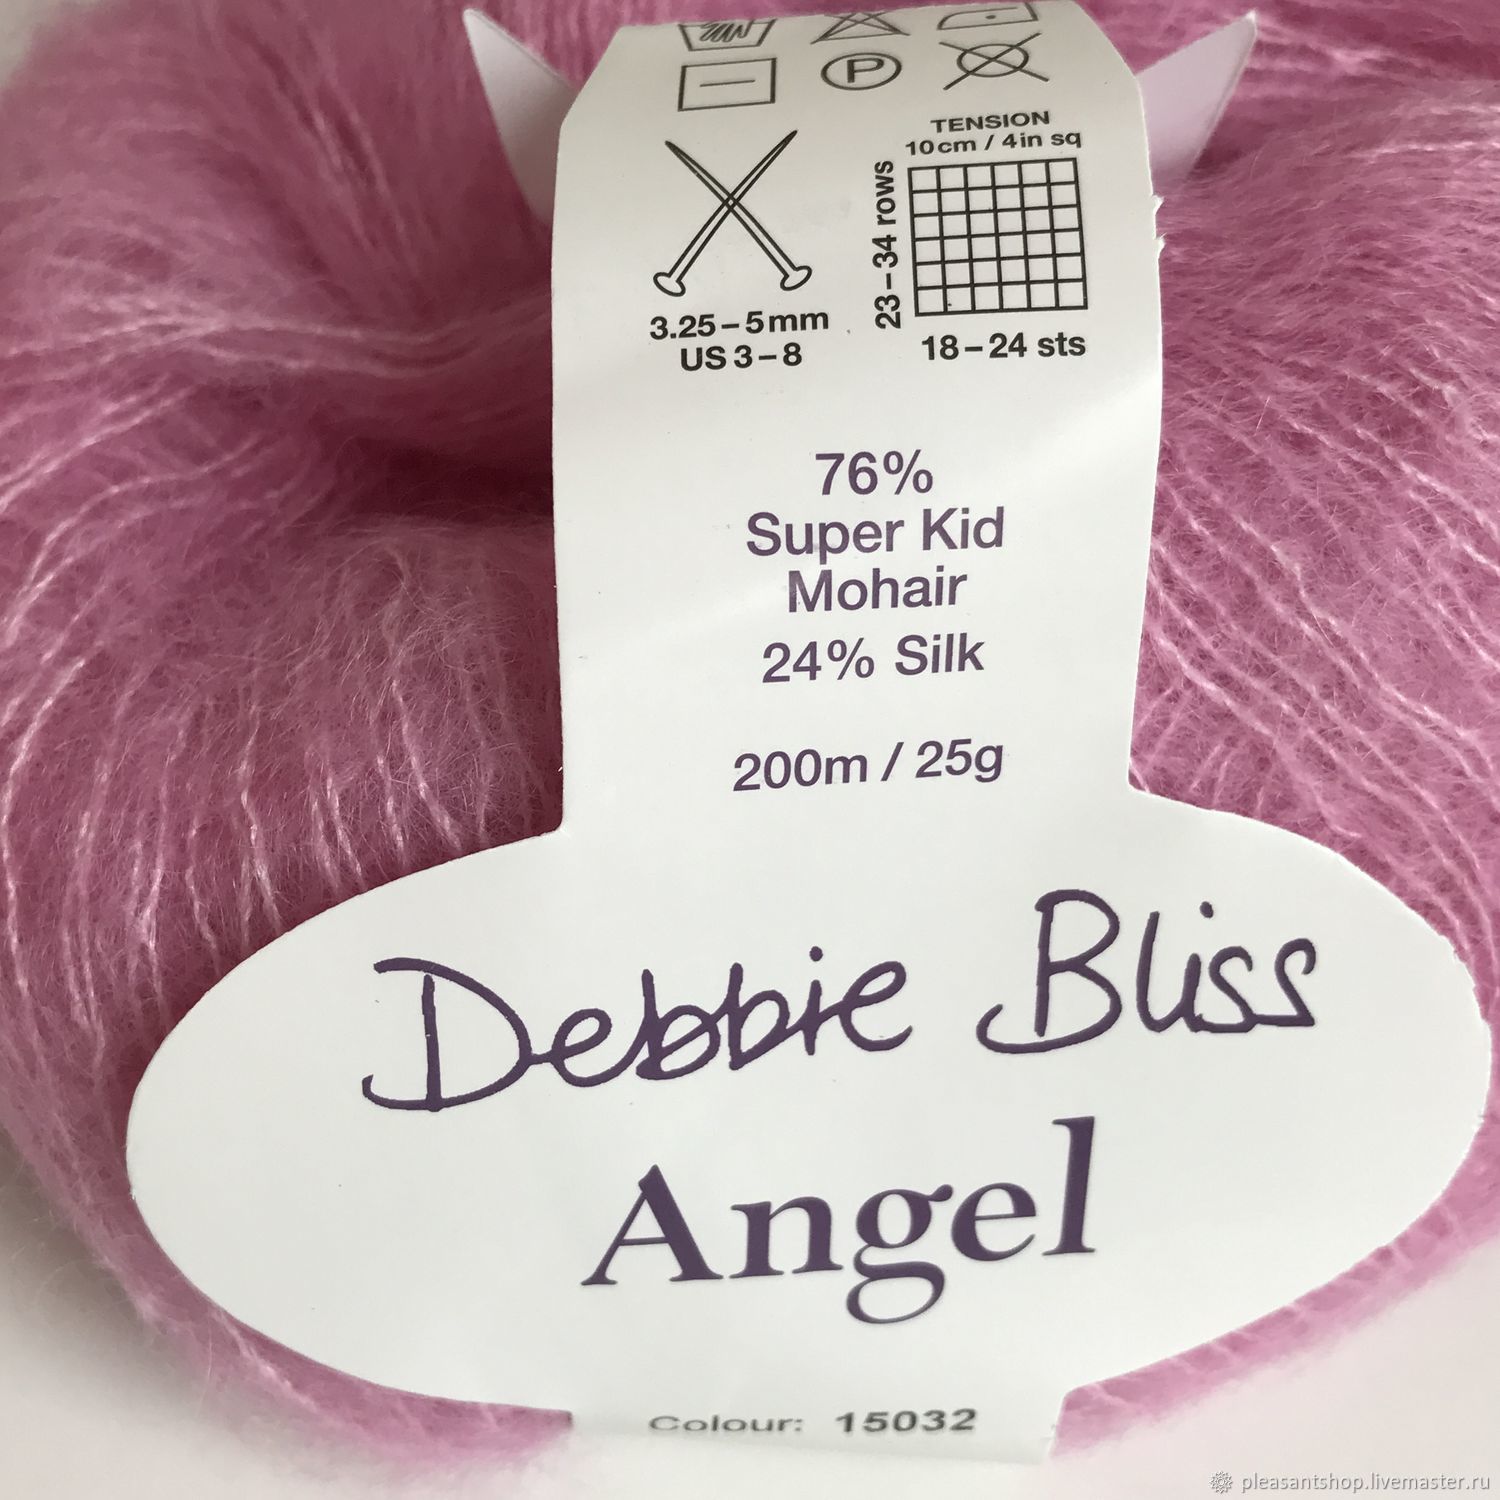 P
TENSION
10cm / 4in sq
23–34 rows
3.25–5mm
US 3–8
18–24 sts
76%
Super Kid
Mohair
24% Silk
200m / 25g
Debbie Bliss
Angel
Colour: 15032
pleasantshop.livemaster.ru